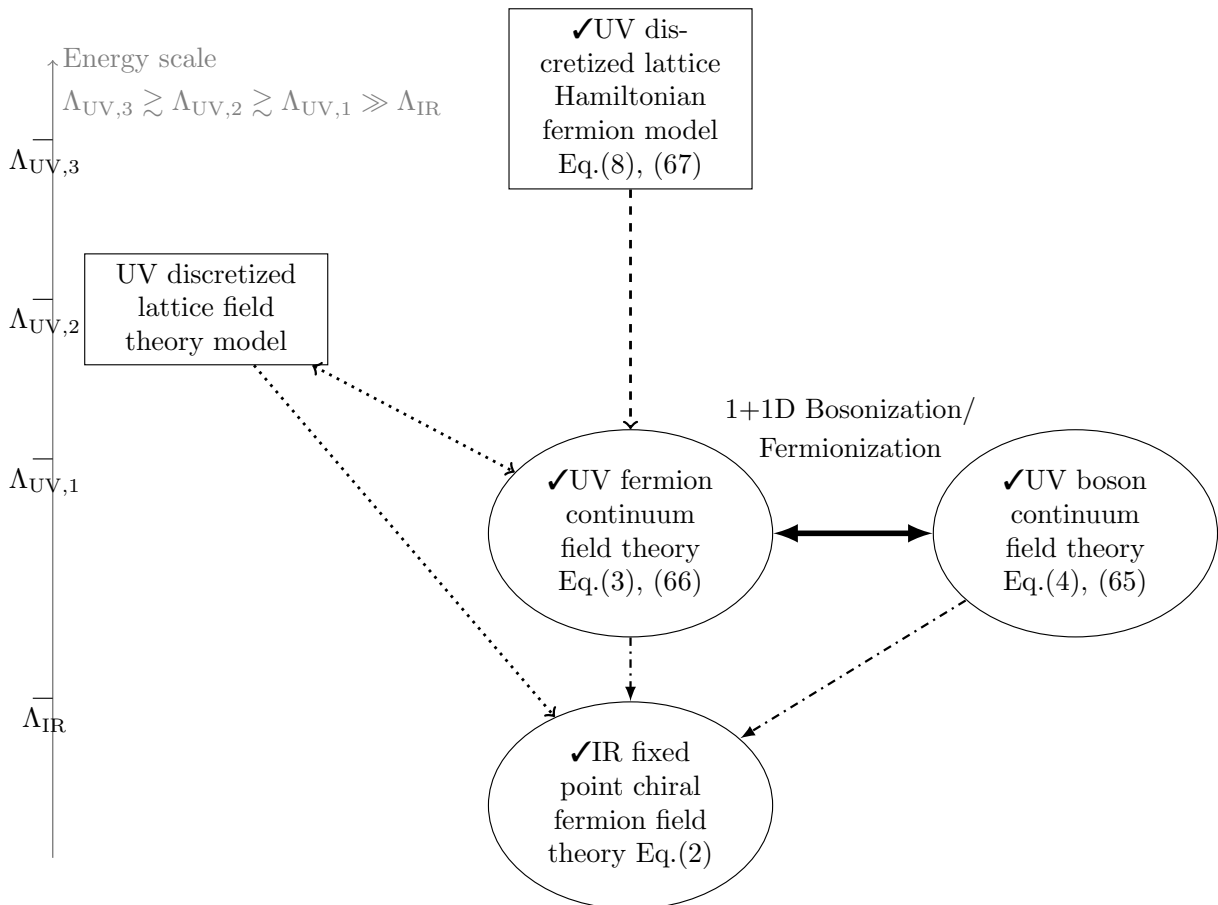 ✓UV dis-
cretized lattice
Hamiltonian
fermion model
Eq.(8), (67)
Energy scale
Λ_UV,3 ≳ Λ_UV,2 ≳ Λ_UV,1 ≫ Λ_IR
Λ_UV,3
UV discretized
lattice field
theory model
Λ_UV,2
1+1D Bosonization/
Fermionization
Λ_UV,1
✓UV fermion
continuum
field theory
Eq.(3), (66)
✓UV boson
continuum
field theory
Eq.(4), (65)
Λ_IR
✓IR fixed
point chiral
fermion field
theory Eq.(2)